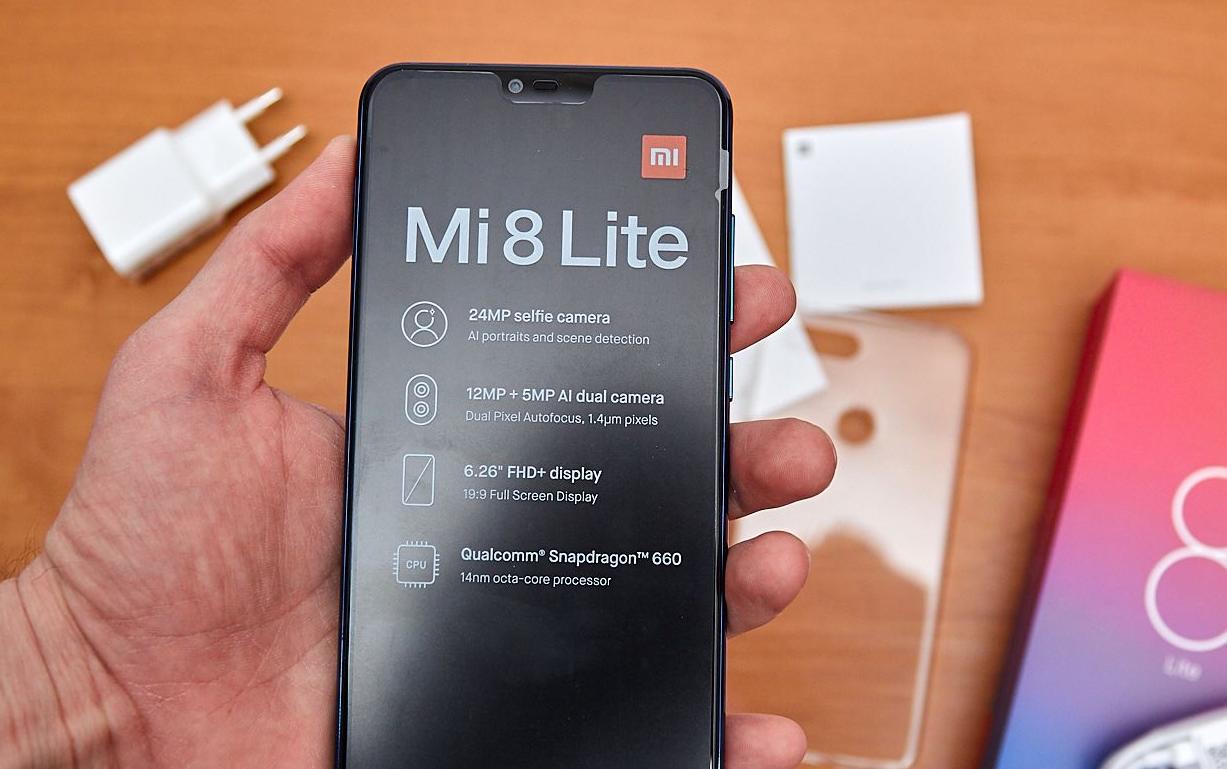 mi
Mi 8 Lite
24MP selfie camera
AI portraits and scene detection
12MP + 5MP AI dual camera
Dual Pixel Autofocus, 1.4μm pixels
6.26" FHD+ display
19:9 Full Screen Display
CPU
Qualcomm® Snapdragon™ 660
14nm octa-core processor
8
Lite